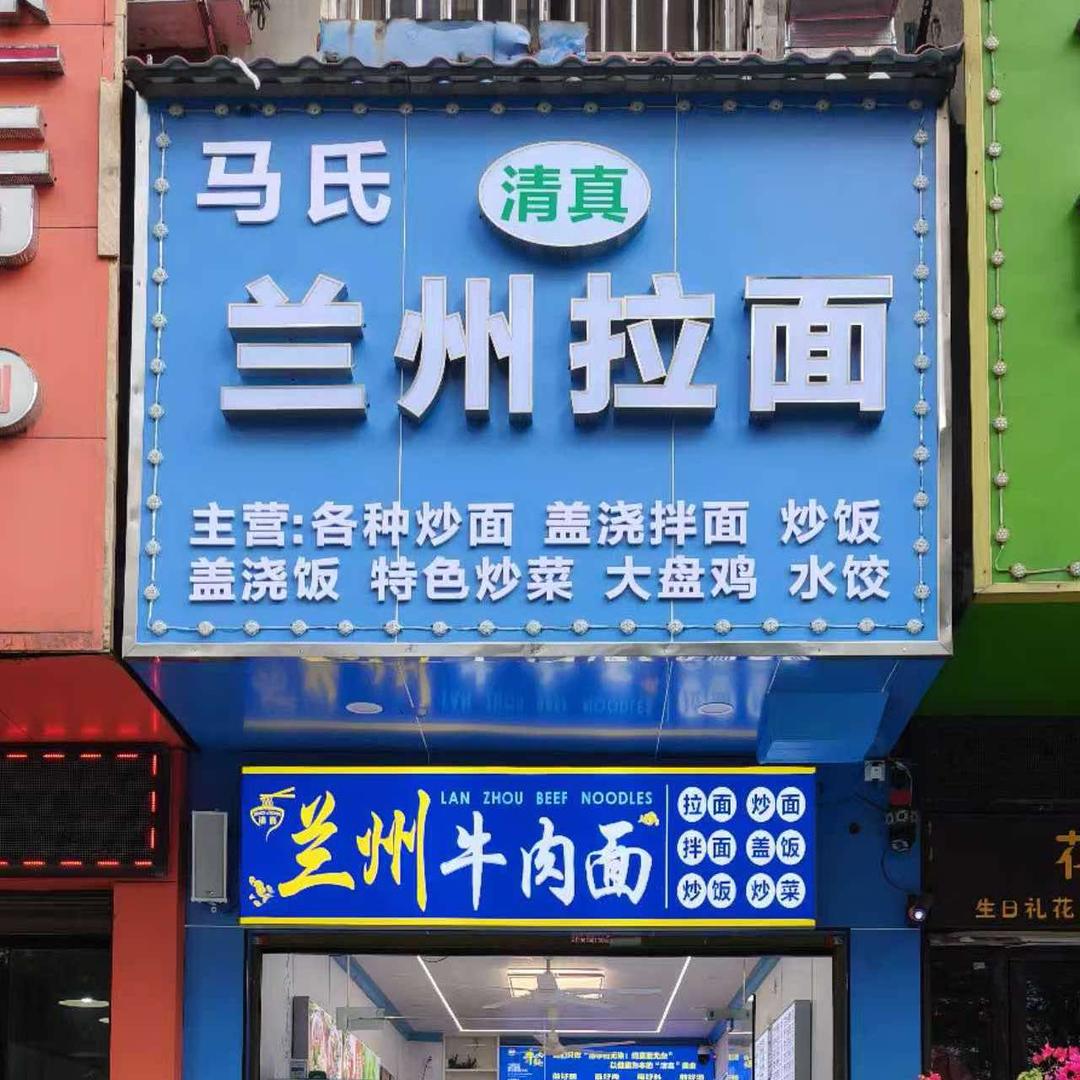 马氏
清真
兰州拉面
主营:各种炒面 盖浇拌面 炒饭
盖浇饭 特色炒菜 大盘鸡 水饺
LAN ZHOU BEEF NOODLES
兰州牛肉面
拉面 炒面
拌面 盖饭
炒饭 炒菜
生日礼花